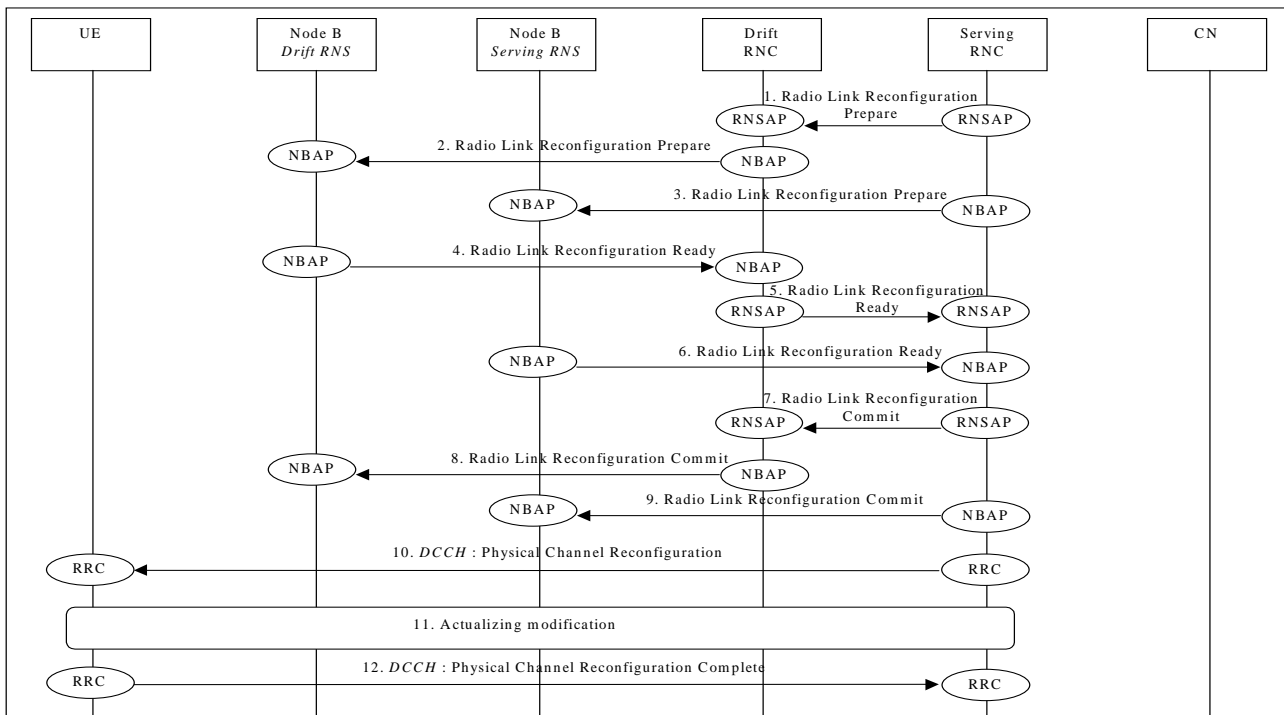 UE
Node B
Drift RNS
Node B
Serving RNS
Drift
RNC
Serving
RNC
CN
1. Radio Link Reconfiguration
Prepare
RNSAP
RNSAP
2. Radio Link Reconfiguration Prepare
NBAP
NBAP
3. Radio Link Reconfiguration Prepare
NBAP
NBAP
4. Radio Link Reconfiguration Ready
NBAP
NBAP
5. Radio Link Reconfiguration
Ready
RNSAP
RNSAP
6. Radio Link Reconfiguration Ready
NBAP
NBAP
7. Radio Link Reconfiguration
Commit
RNSAP
RNSAP
8. Radio Link Reconfiguration Commit
NBAP
NBAP
9. Radio Link Reconfiguration Commit
NBAP
NBAP
10. DCCH : Physical Channel Reconfiguration
RRC
RRC
11. Actualizing modification
12. DCCH : Physical Channel Reconfiguration Complete
RRC
RRC